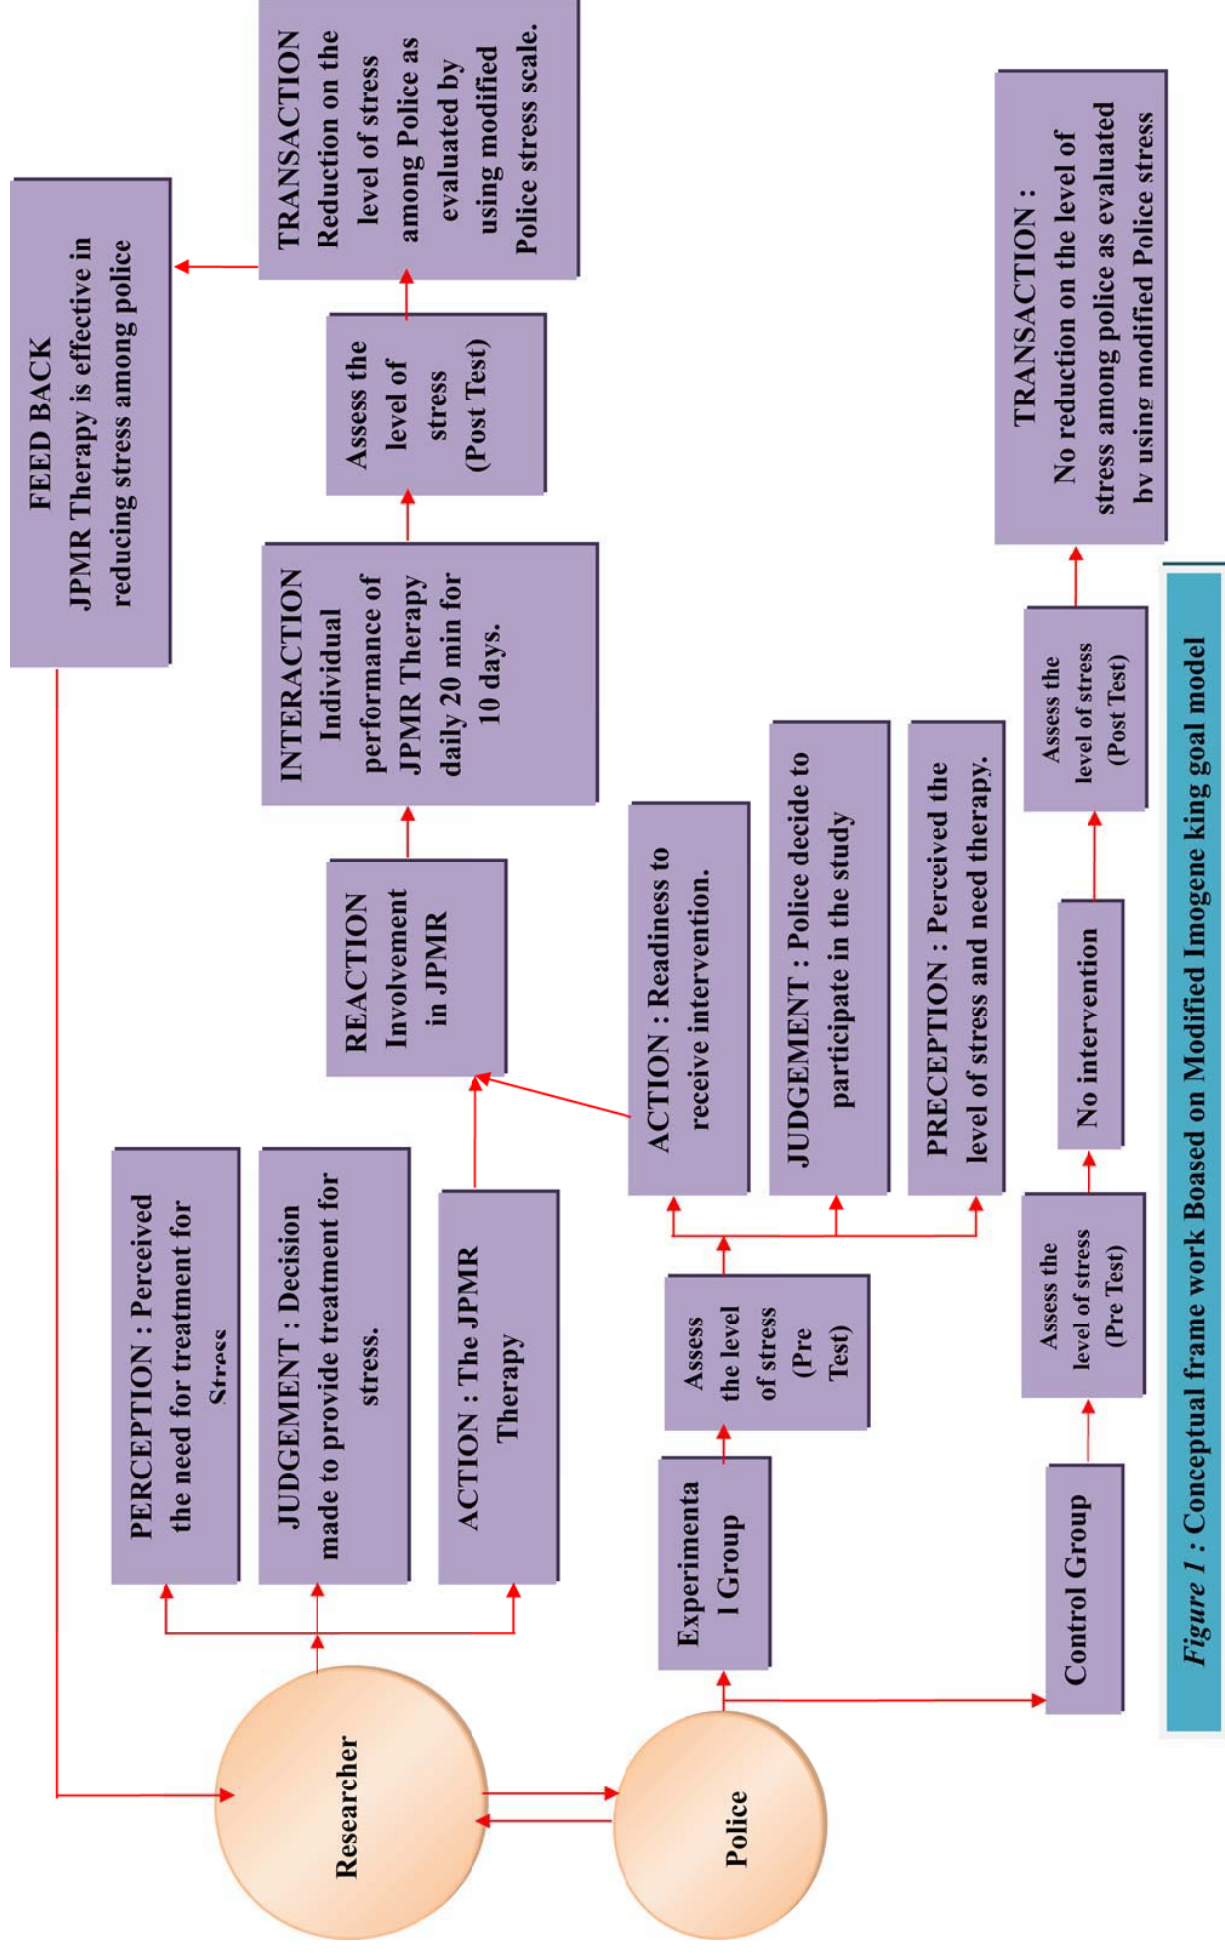 FEED BACK
JPMR Therapy is effective in
reducing stress among police
PERCEPTION : Perceived
the need for treatment for
Stress
JUDGEMENT : Decision
made to provide treatment for
stress.
ACTION : The JPMR
Therapy
Researcher
REACTION
Involvement
in JPMR
INTERACTION
Individual
performance of
JPMR Therapy
daily 20 min for
10 days.
Assess the
level of
stress
(Post Test)
TRANSACTION
Reduction on the
level of stress
among Police as
evaluated by
using modified
Police stress scale.
Police
Experimenta
l Group
Assess
the level
of stress
(Pre
Test)
ACTION : Readiness to
receive intervention.
JUDGEMENT : Police decide to
participate in the study
PRECEPTION : Perceived the
level of stress and need therapy.
Control Group
Assess the
level of stress
(Pre Test)
No intervention
Assess the
level of stress
(Post Test)
TRANSACTION :
No reduction on the level of
stress among police as evaluated
by using modified Police stress
Figure 1 : Conceptual frame work Boased on Modified Imogene king goal model